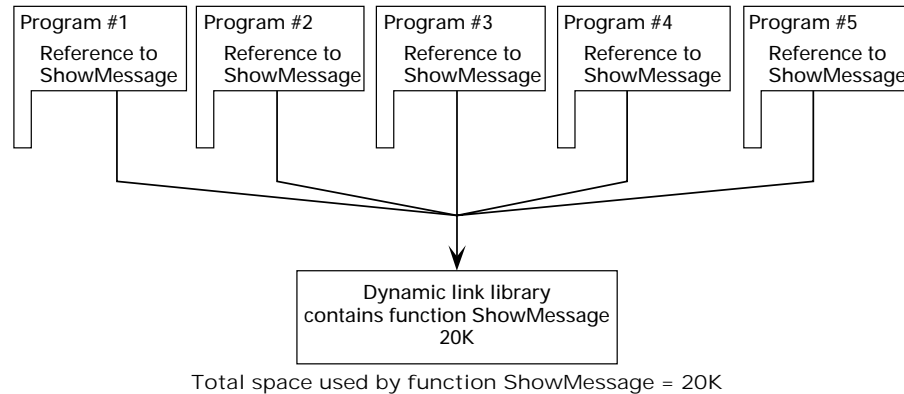 Program #1
Reference to
ShowMessage
Program #2
Reference to
ShowMessage
Program #3
Reference to
ShowMessage
Program #4
Reference to
ShowMessage
Program #5
Reference to
ShowMessage
Dynamic link library
contains function ShowMessage
20K
Total space used by function ShowMessage = 20K